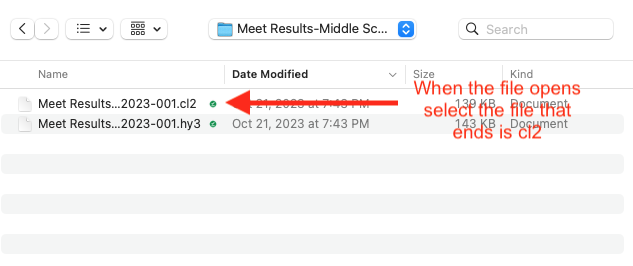 Meet Results-Middle Sc...
Search
Name Date Modified Size Kind
Meet Results...2023-001.cl2 Oct 21, 2023 at 7:43 PM 139 KB Document
Meet Results...2023-001.hy3 Oct 21, 2023 at 7:43 PM 143 KB Document
When the file opens
select the file that
ends is cl2